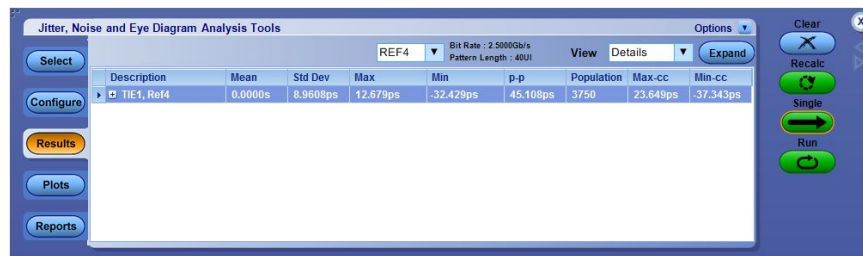 Jitter, Noise and Eye Diagram Analysis Tools
Options
Clear
Select
REF4
Bit Rate : 2.5000Gb/s
Pattern Length : 40UI
View
Details
Expand
Recalc
Description Mean Std Dev Max Min p-p Population Max-cc Min-cc
TIE1, Ref4 0.0000s 8.9608ps 12.679ps -32.429ps 45.108ps 3750 23.649ps -37.343ps
Configure
Single
Results
Run
Plots
Reports